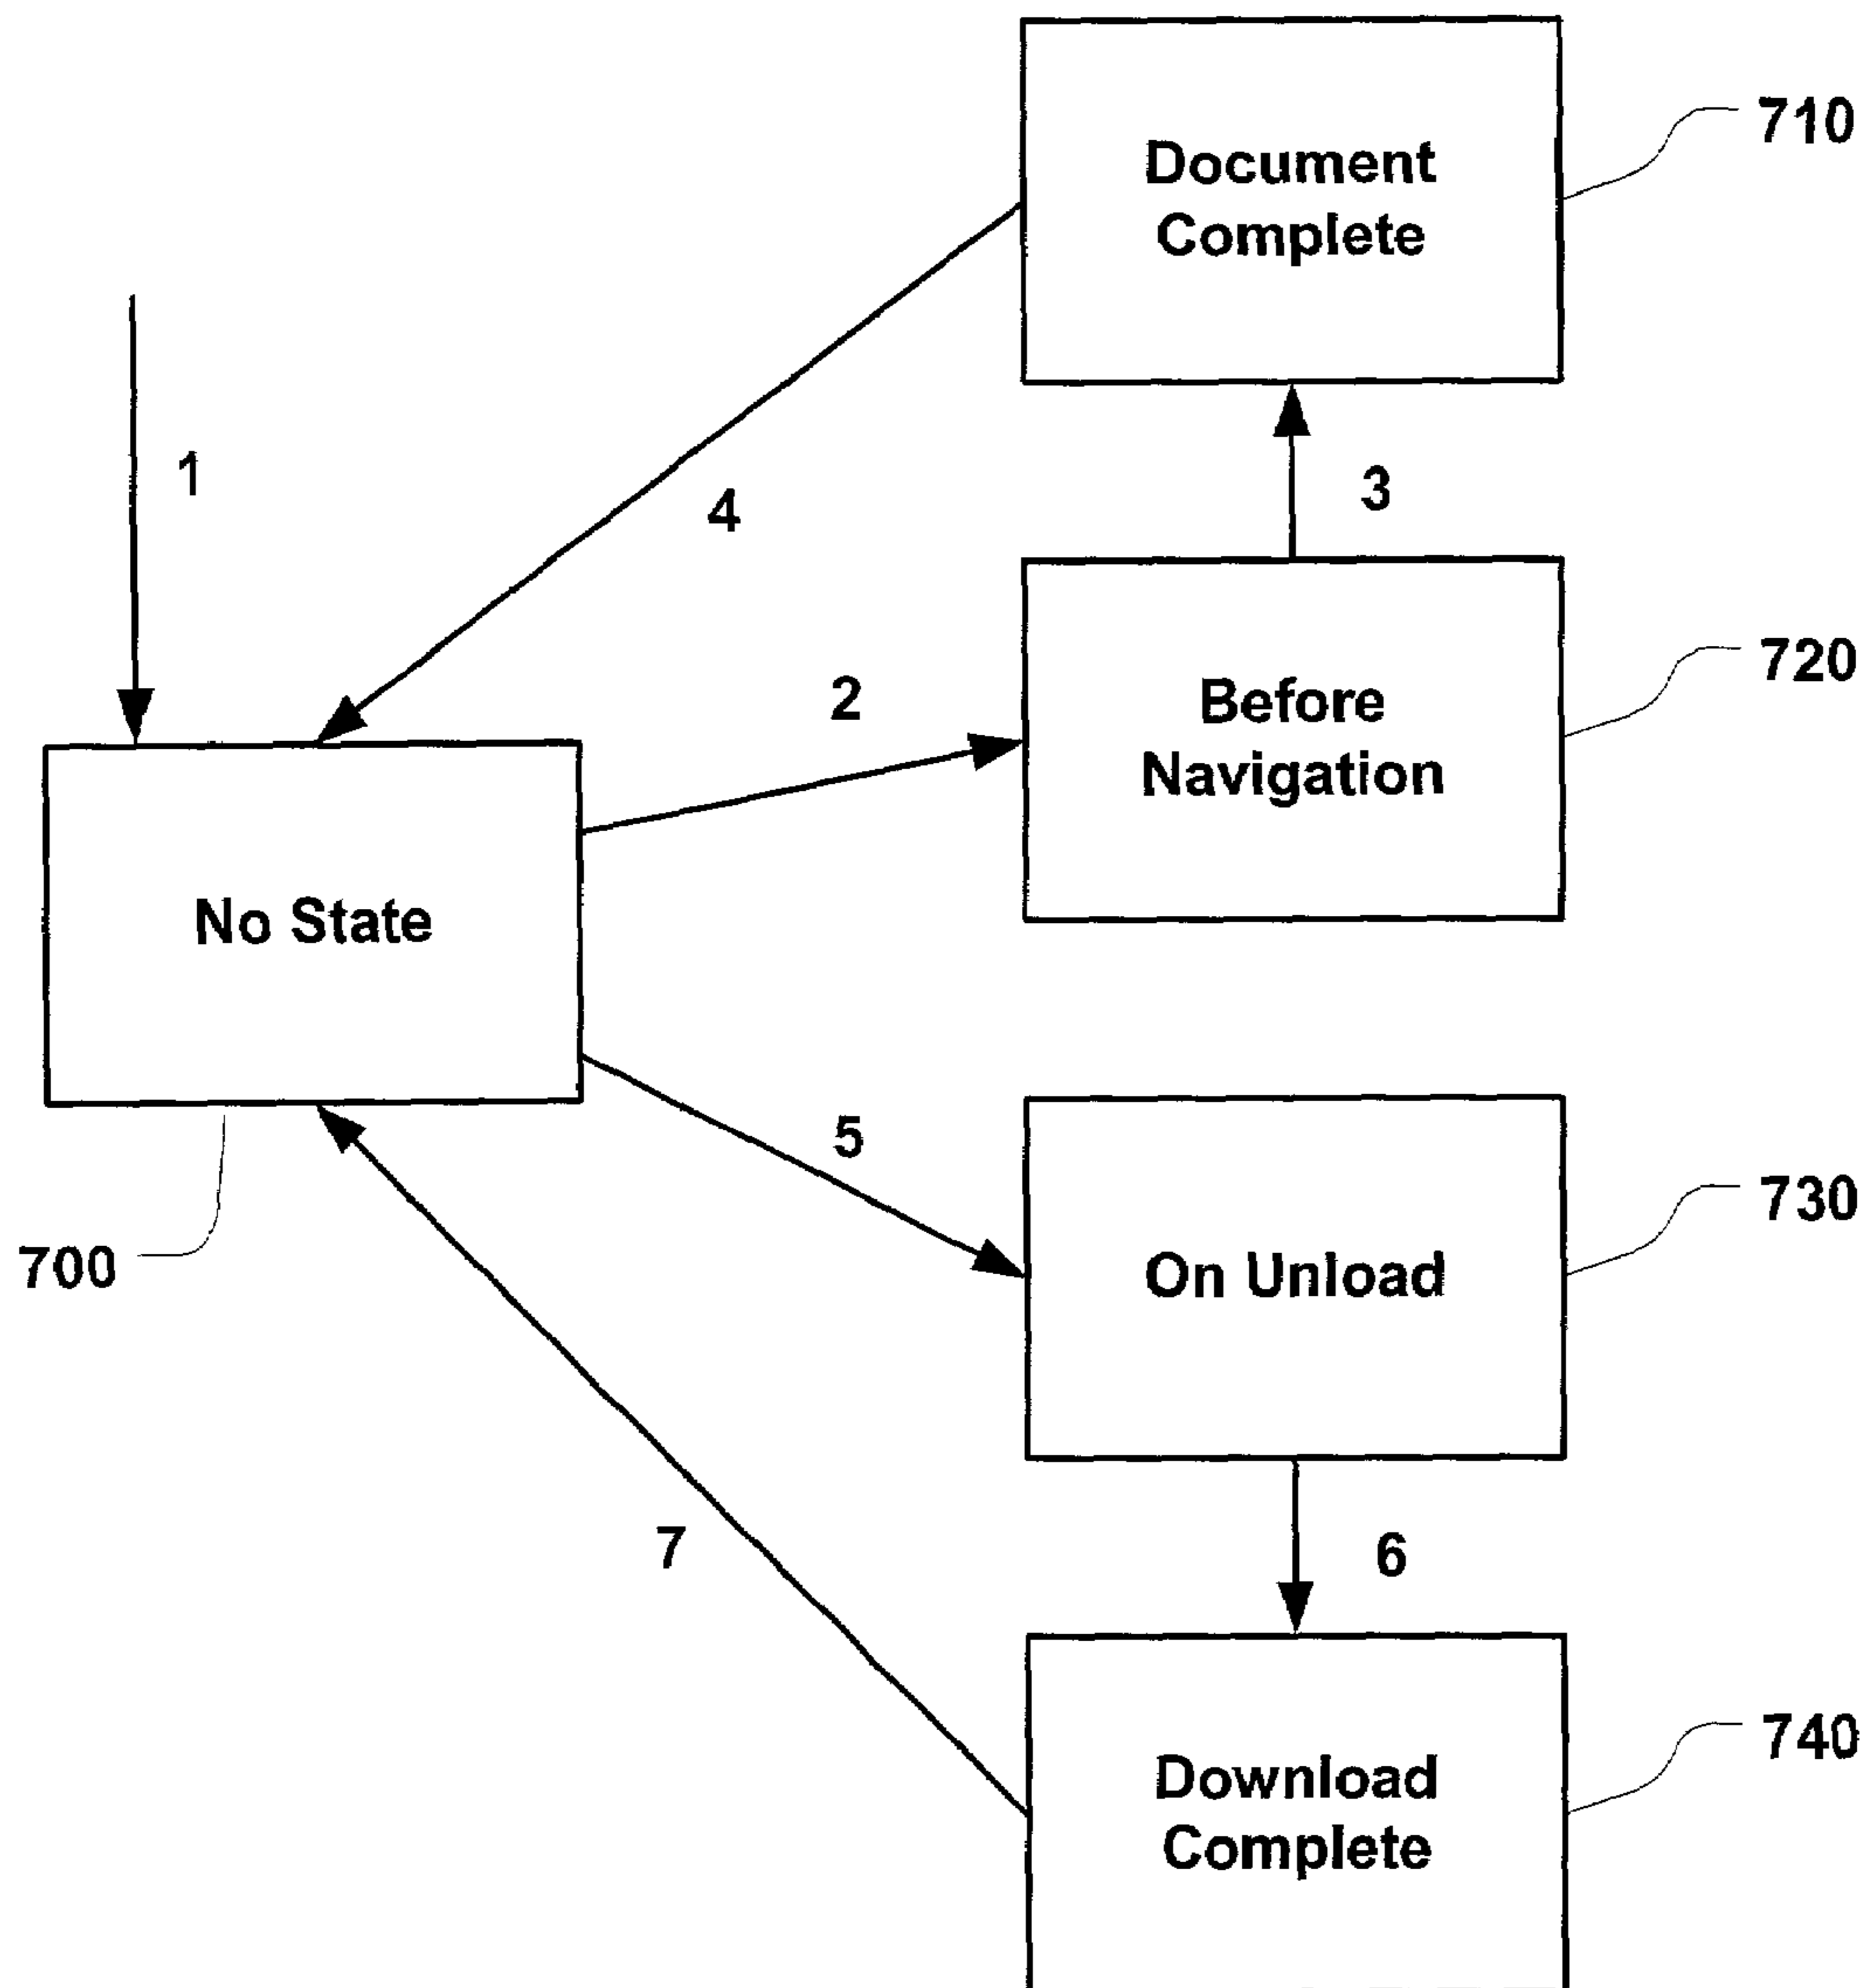 Document
Complete
710
1
4
3
2
Before
Navigation
720
No State
5
700
On Unload
730
7
6
Download
Complete
740